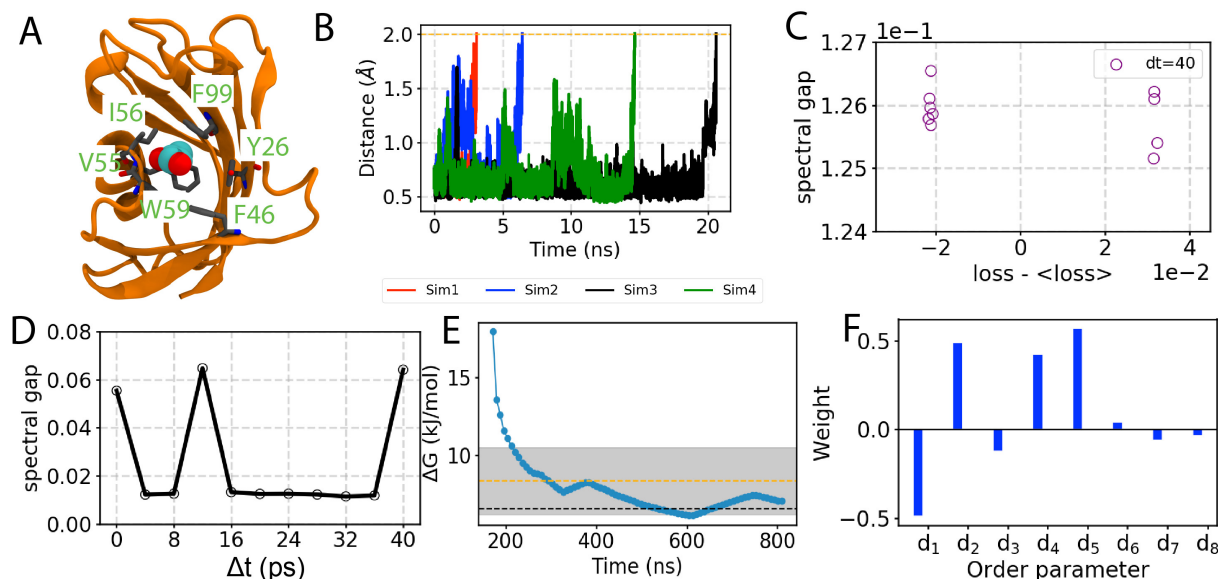 A
I56
F99
V55
Y26
W59
F46
B
Distance (Å)
2.0
1.5
1.0
0.5
0
5
10
15
20
Time (ns)
Sim1
Sim2
Sim3
Sim4
C
1e−1
spectral gap
1.27
1.26
1.25
1.24
dt=40
−2
0
2
4
loss - <loss>
1e−2
D
spectral gap
0.08
0.06
0.04
0.02
0.00
0
8
16
24
32
40
Δt (ps)
E
ΔG (kJ/mol)
15
10
200
400
600
800
Time (ns)
F
Weight
0.5
0.0
−0.5
d1
d2
d3
d4
d5
d6
d7
d8
Order parameter